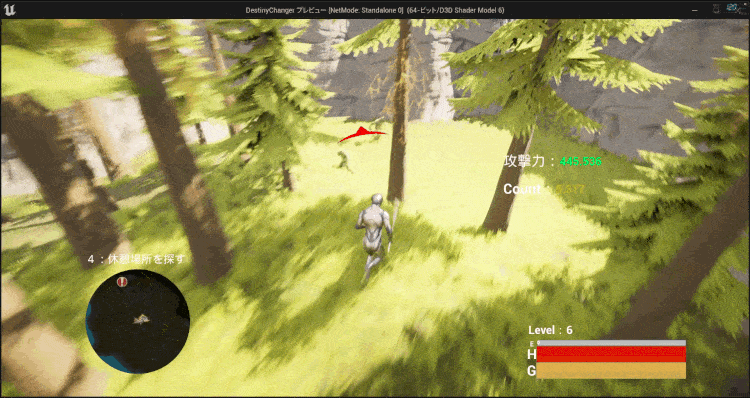 DestinyChanger プレビュー [NetMode: Standalone 0] (64-ビット/D3D Shader Model 6)
攻撃力：445.536
Count：
4：休憩場所を探す
Level：6
E
H
G